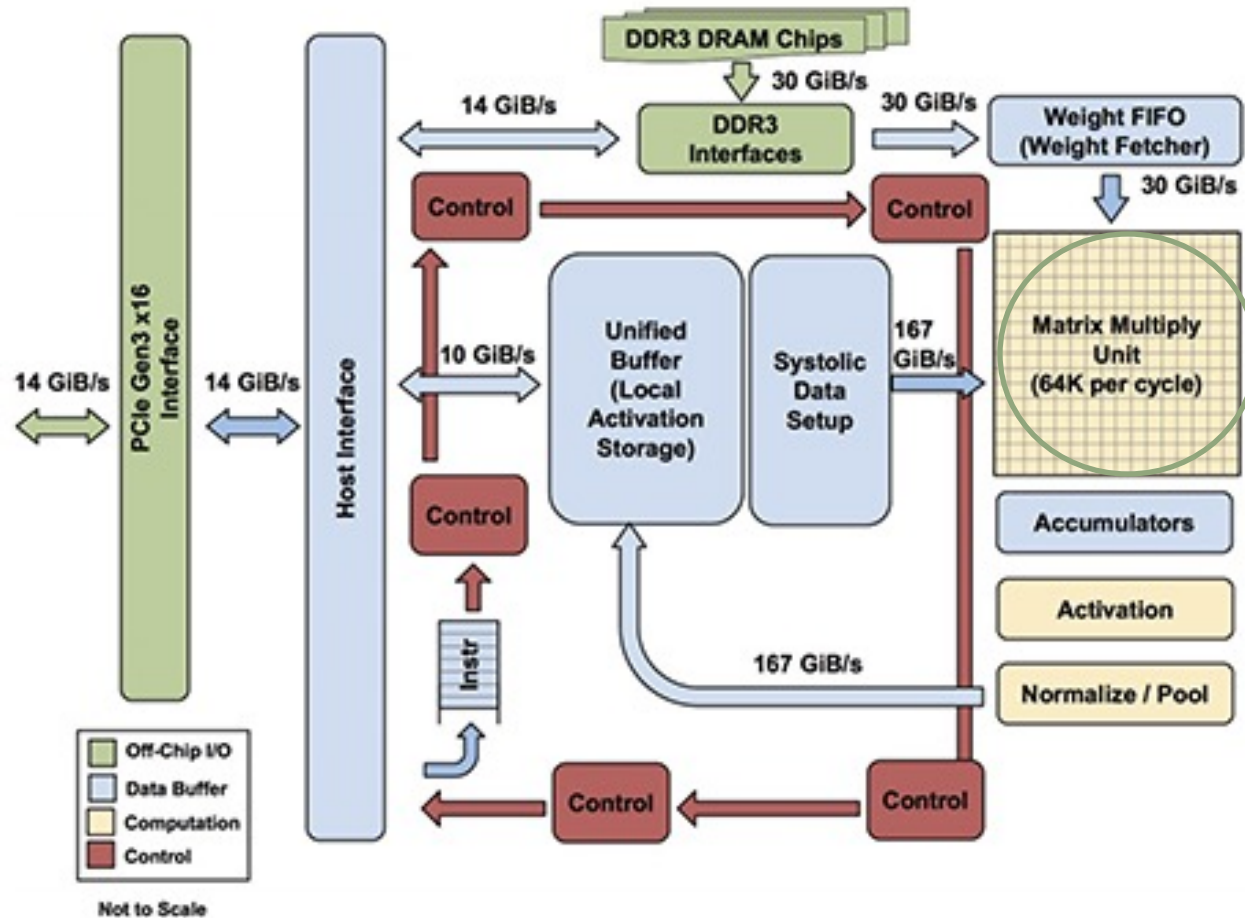 DDR3 DRAM Chips
30 GiB/s
14 GiB/s
30 GiB/s
DDR3
Interfaces
Weight FIFO
(Weight Fetcher)
30 GiB/s
Control
Control
PCIe Gen3 x16
Interface
Host Interface
Unified
Buffer
(Local
Activation
Storage)
Systolic
Data
Setup
167
GiB/s
Matrix Multiply
Unit
(64K per cycle)
10 GiB/s
14 GiB/s
14 GiB/s
Control
Accumulators
Activation
Instr
167 GiB/s
Normalize / Pool
Off-Chip I/O
Data Buffer
Computation
Control
Control
Control
Not to Scale